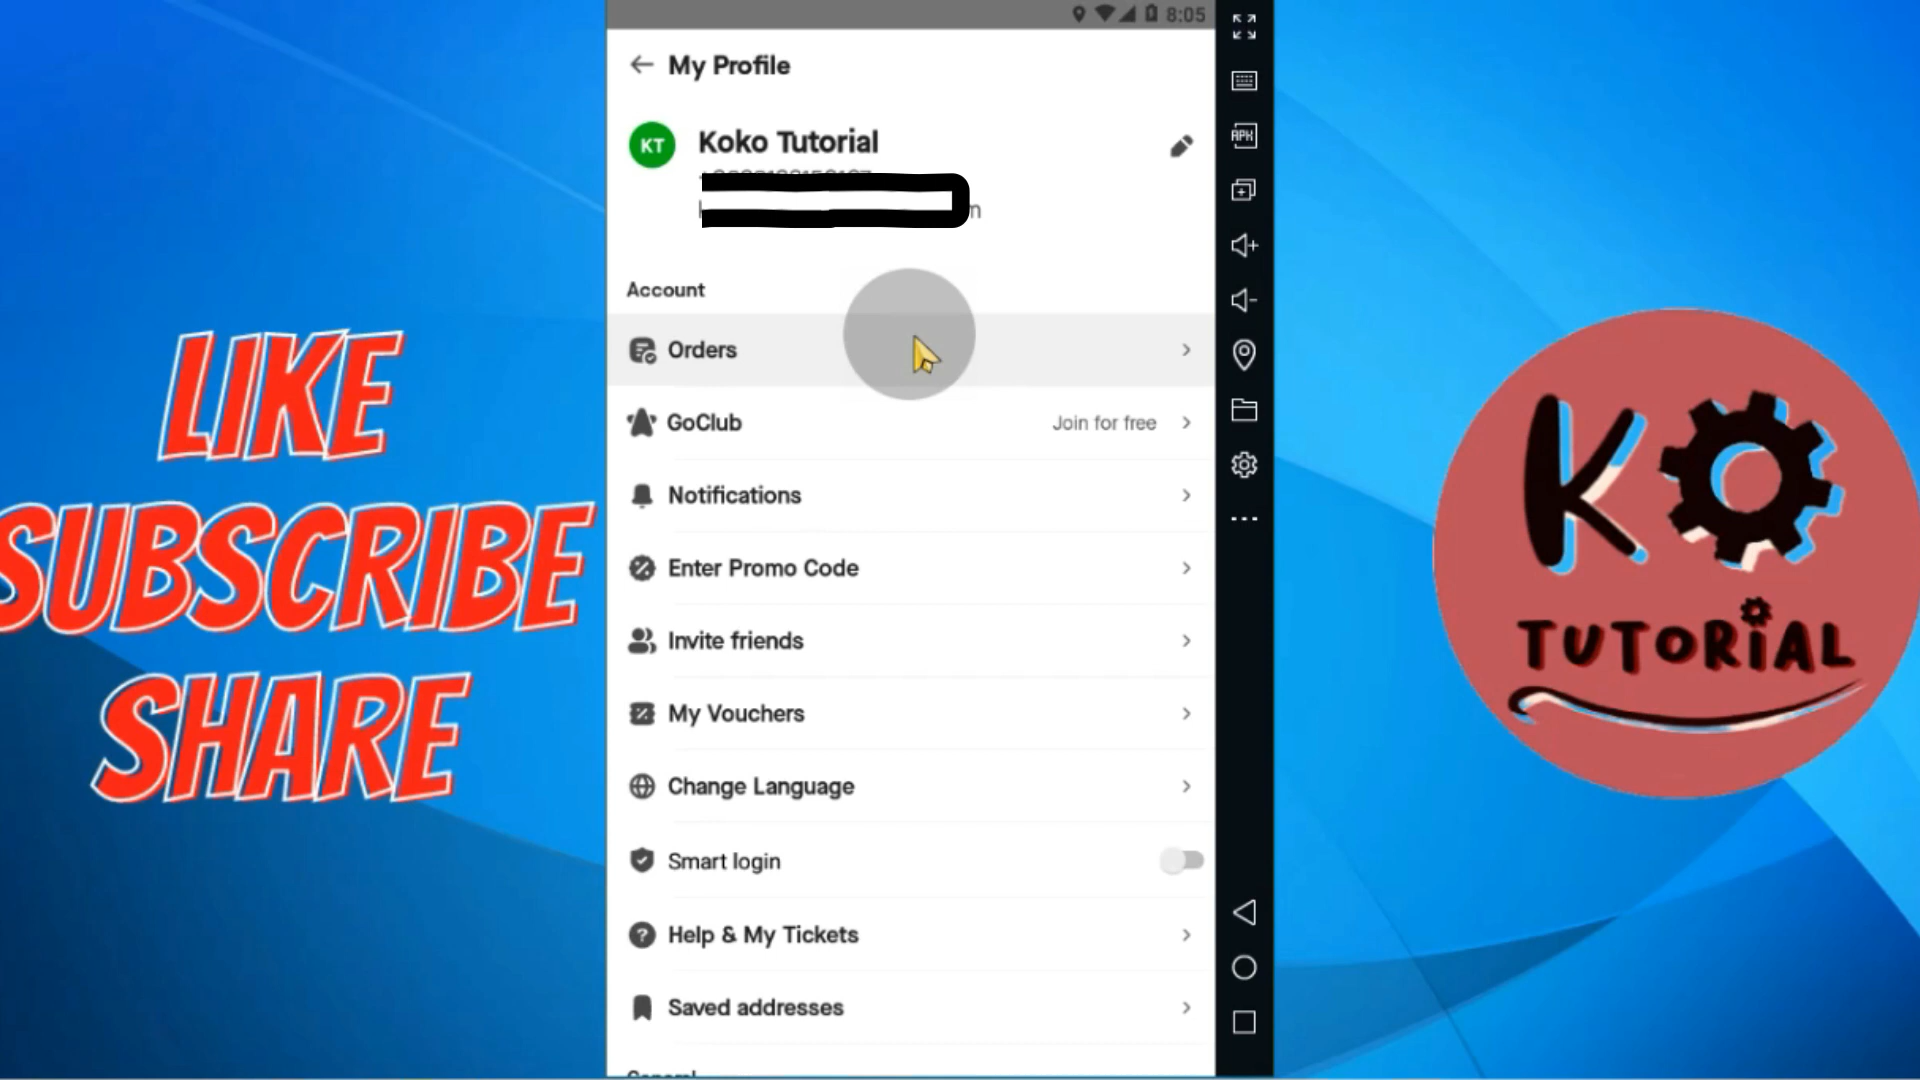 8:05
My Profile
KT
Koko Tutorial
Account
Orders
GoClub Join for free
Notifications
Enter Promo Code
Invite friends
My Vouchers
Change Language
Smart login
Help & My Tickets
Saved addresses
APK
LIKE
SUBSCRIBE
SHARE
KO
TUTORiAL